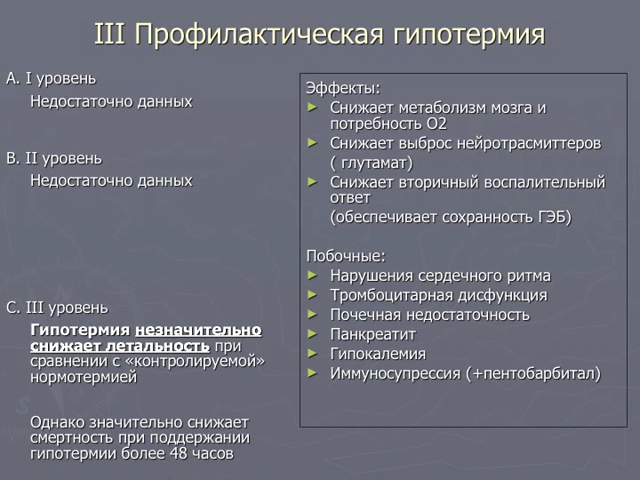 III Профилактическая гипотермия
А. I уровень
Недостаточно данных
В. II уровень
Недостаточно данных
С. III уровень
Гипотермия незначительно
снижает летальность при
сравнении с «контролируемой»
нормотермией
Однако значительно снижает
смертность при поддержании
гипотермии более 48 часов
Эффекты:
► Снижает метаболизм мозга и
потребность О2
► Снижает выброс нейротрасмиттеров
( глутамат)
► Снижает вторичный воспалительный
ответ
(обеспечивает сохранность ГЭБ)
Побочные:
► Нарушения сердечного ритма
► Тромбоцитарная дисфункция
► Почечная недостаточность
► Панкреатит
► Гипокалемия
► Иммуносупрессия (+пентобарбитал)